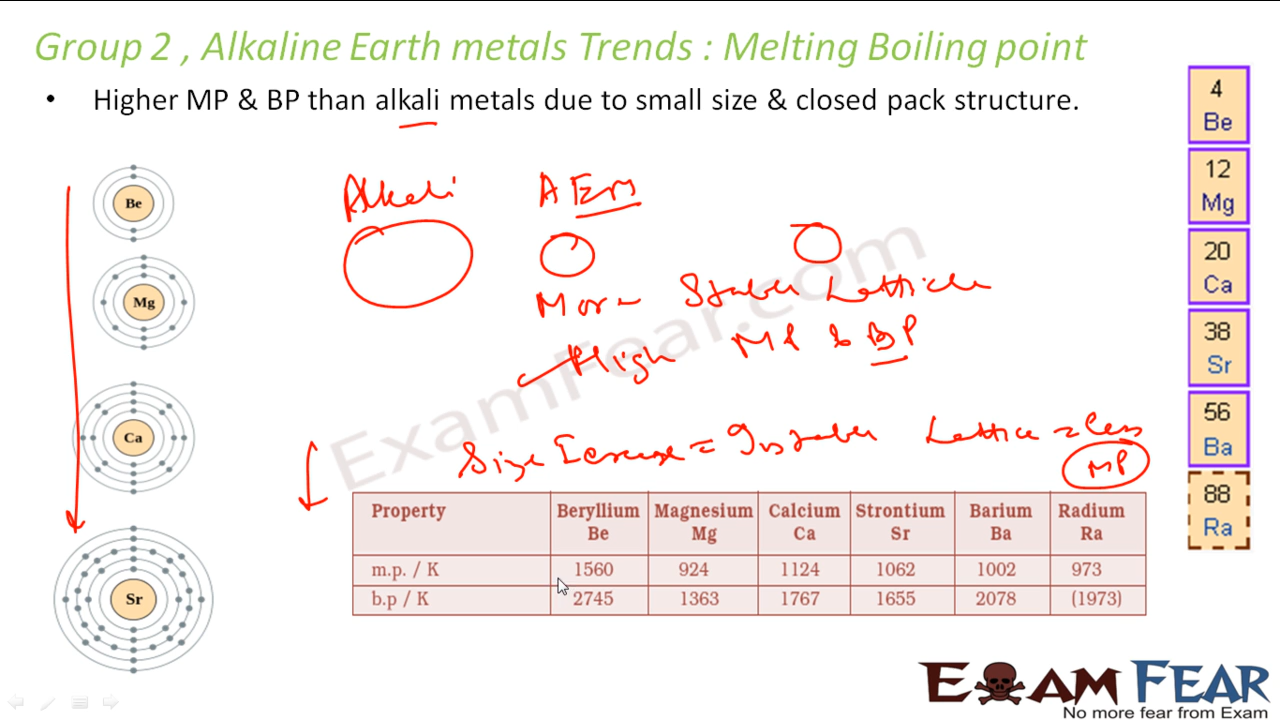 Group 2 , Alkaline Earth metals Trends : Melting Boiling point
• Higher MP & BP than alkali metals due to small size & closed pack structure.
Alkali AEM
More Stable Lattice
High MP & BP
Size Increase = Lattice = less
MP
Be
Mg
Ca
Sr
4
Be
12
Mg
20
Ca
38
Sr
56
Ba
88
Ra
ExamFear.com
Property Beryllium Be Magnesium Mg Calcium Ca Strontium Sr Barium Ba Radium Ra
m.p. / K 1560 924 1124 1062 1002 973
b.p / K 2745 1363 1767 1655 2078 (1973)
EXAM FEAR
No more fear from Exam